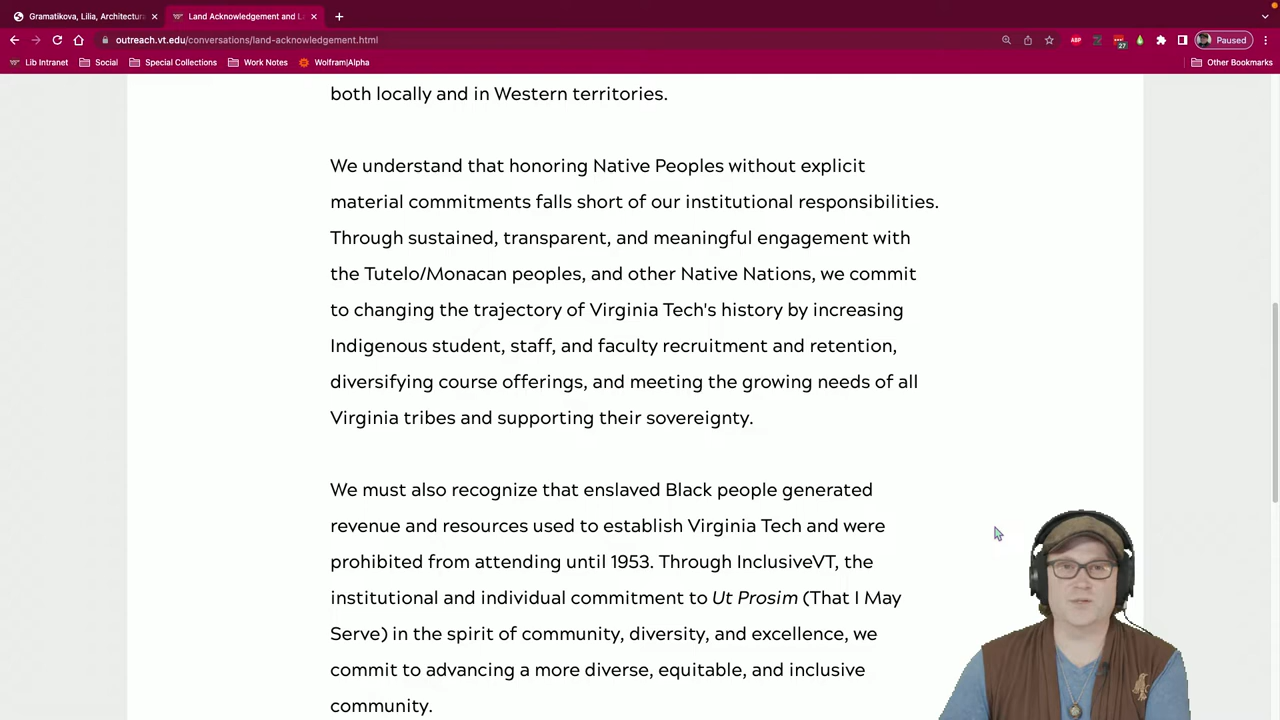 Gramatikova, Lilia, Architectura
Land Acknowledgement and La
outreach.vt.edu/conversations/land-acknowledgement.html
ABP
27
Paused
Lib Intranet
Social
Special Collections
Work Notes
Wolfram|Alpha
Other Bookmarks
both locally and in Western territories.
We understand that honoring Native Peoples without explicit
material commitments falls short of our institutional responsibilities.
Through sustained, transparent, and meaningful engagement with
the Tutelo/Monacan peoples, and other Native Nations, we commit
to changing the trajectory of Virginia Tech's history by increasing
Indigenous student, staff, and faculty recruitment and retention,
diversifying course offerings, and meeting the growing needs of all
Virginia tribes and supporting their sovereignty.
We must also recognize that enslaved Black people generated
revenue and resources used to establish Virginia Tech and were
prohibited from attending until 1953. Through InclusiveVT, the
institutional and individual commitment to Ut Prosim (That I May
Serve) in the spirit of community, diversity, and excellence, we
commit to advancing a more diverse, equitable, and inclusive
community.